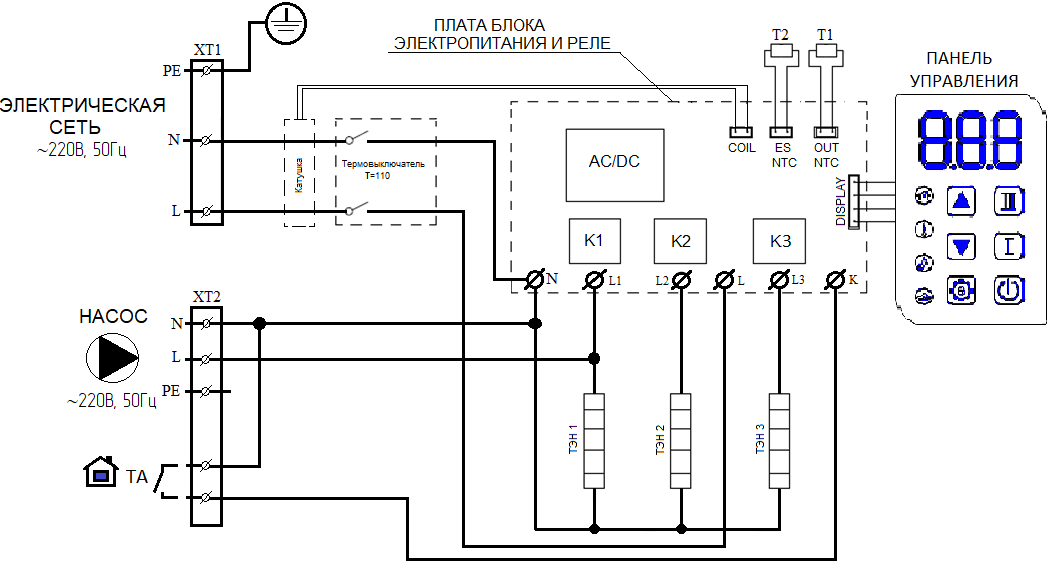 ПЛАТА БЛОКА
ЭЛЕКТРОПИТАНИЯ И РЕЛЕ
T2
T1
ПАНЕЛЬ
УПРАВЛЕНИЯ
XT1
PE
ЭЛЕКТРИЧЕСКАЯ
СЕТЬ
~220В, 50Гц
N
L
Катушка
Термовыключатель
T=110
AC/DC
COIL
ES
NTC
OUT
NTC
DISPLAY
888
K1
K2
K3
N
L1
L2
L
L3
K
XT2
НАСОС
~220В, 50Гц
N
L
PE
TA
ТЭН 1
ТЭН 2
ТЭН 3